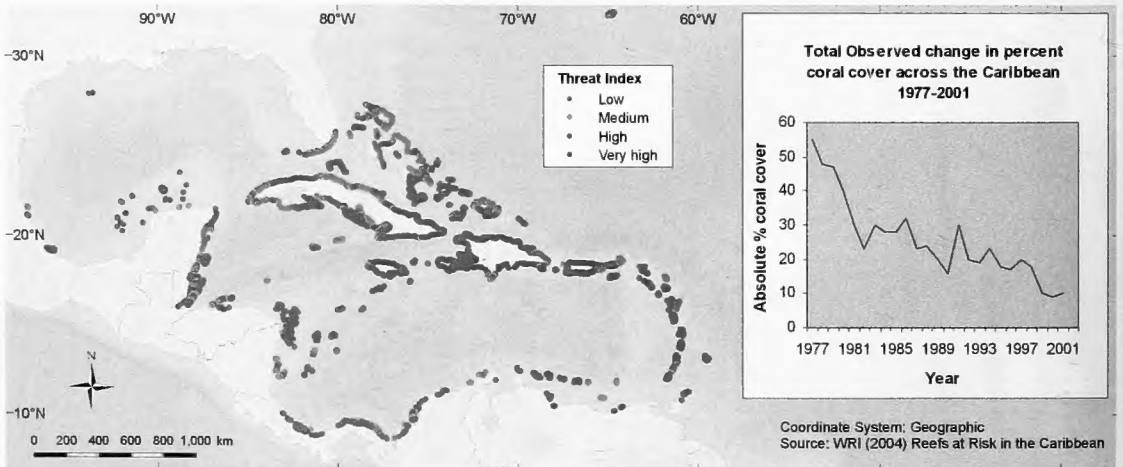 90°W 80°W 70°W 60°W
30°N
20°N
10°N
Threat Index
Low
Medium
High
Very high
N
0 200 400 600 800 1,000 km
Total Observed change in percent
coral cover across the Caribbean
1977-2001
Absolute % coral cover
60
50
40
30
20
10
0
1977 1981 1985 1989 1993 1997 2001
Year
Coordinate System: Geographic
Source: WRI (2004) Reefs at Risk in the Caribbean